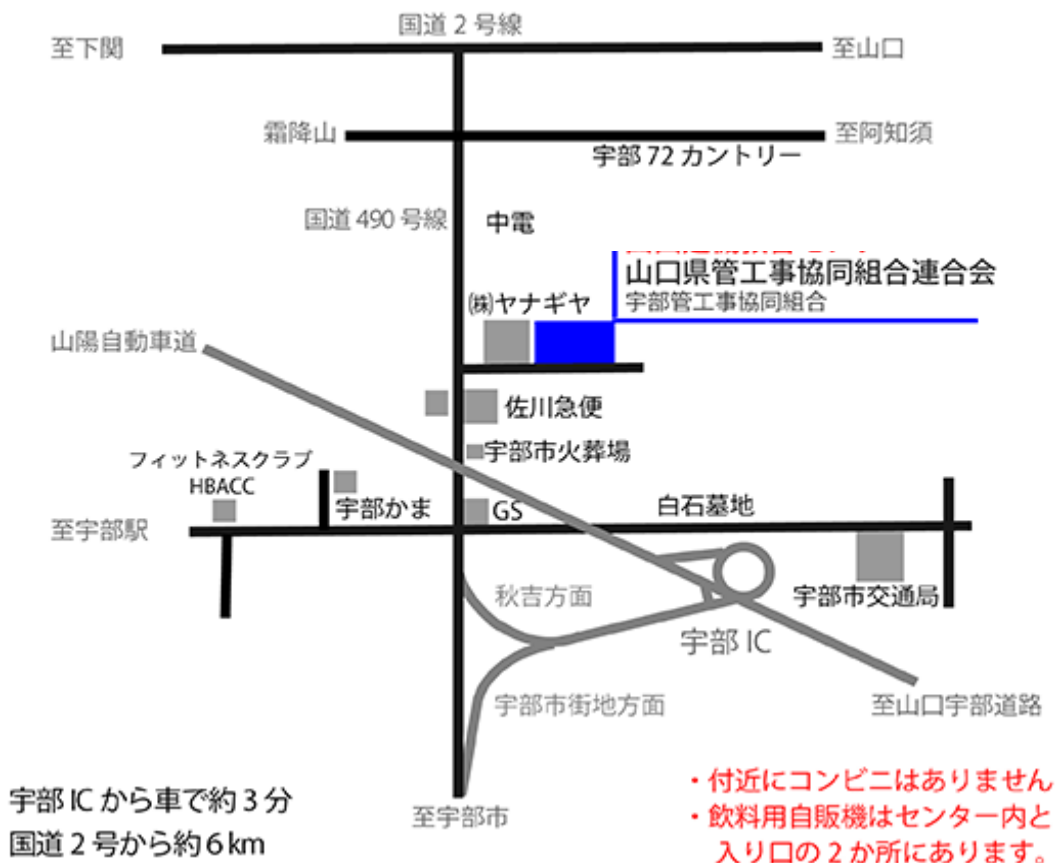 国道2号線
至下関
至山口
霜降山
至阿知須
宇部72カントリー
国道490号線
中電
山口県管工事協同組合連合会
宇部管工事協同組合
㈱ヤナギヤ
山陽自動車道
佐川急便
宇部市火葬場
フィットネスクラブ
HBACC
宇部かま
GS
白石墓地
至宇部駅
秋吉方面
宇部市交通局
宇部IC
宇部市街地方面
至山口宇部道路
至宇部市
宇部ICから車で約3分
国道2号から約6km
・付近にコンビニはありません
・飲料用自販機はセンター内と
入り口の2か所にあります。